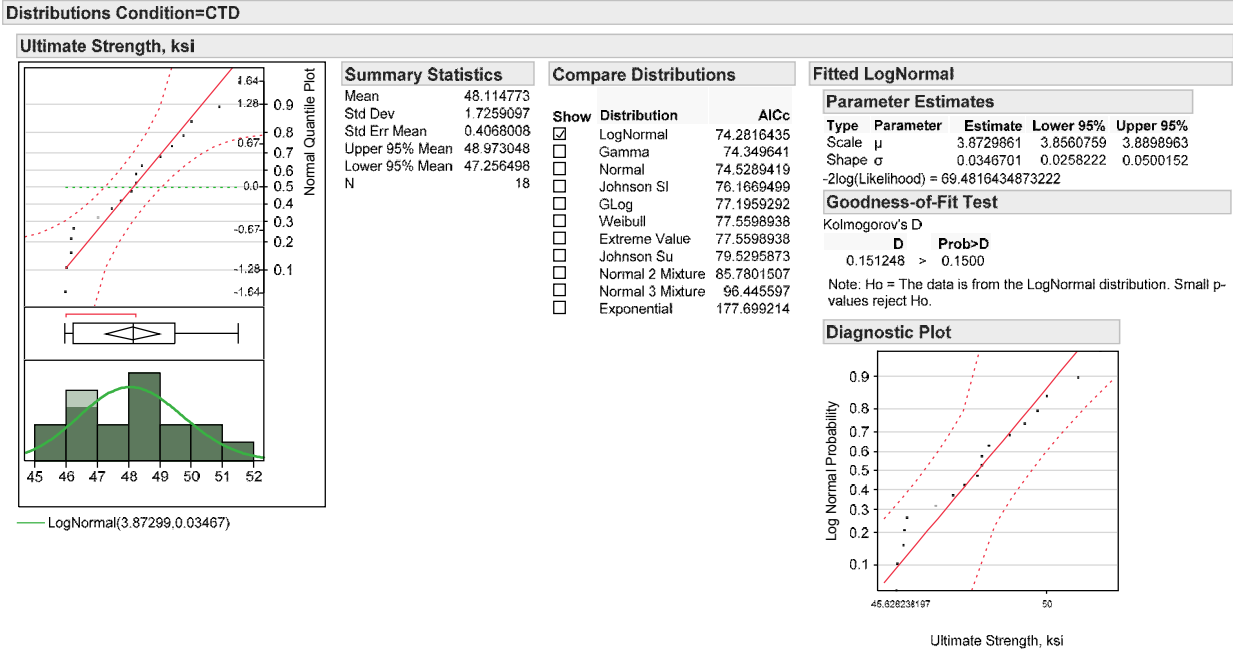 Distributions Condition=CTD
Ultimate Strength, ksi
1.64
1.28
0.67
0.0
-0.67
-1.28
-1.64
0.9
0.8
0.7
0.6
0.5
0.4
0.3
0.2
0.1
Normal Quantile Plot
45 46 47 48 49 50 51 52
LogNormal(3.87299,0.03467)
Summary Statistics
Mean 48.114773
Std Dev 1.7259097
Std Err Mean 0.4068008
Upper 95% Mean 48.973048
Lower 95% Mean 47.256498
N 18
Compare Distributions
Show Distribution AICc
LogNormal 74.2816435
Gamma 74.349641
Normal 74.5289419
Johnson Sl 76.1669499
GLog 77.1959292
Weibull 77.5598938
Extreme Value 77.5598938
Johnson Su 79.5295873
Normal 2 Mixture 85.7801507
Normal 3 Mixture 96.445597
Exponential 177.699214
Fitted LogNormal
Parameter Estimates
Type Parameter Estimate Lower 95% Upper 95%
Scale μ 3.8729861 3.8560759 3.8898963
Shape σ 0.0346701 0.0258222 0.0500152
-2log(Likelihood) = 69.4816434873222
Goodness-of-Fit Test
Kolmogorov's D
D Prob>D
0.151248 > 0.1500
Note: Ho = The data is from the LogNormal distribution. Small p-
values reject Ho.
Diagnostic Plot
0.9
0.8
0.7
0.6
0.5
0.4
0.3
0.2
0.1
Log Normal Probability
45.626238197 50
Ultimate Strength, ksi